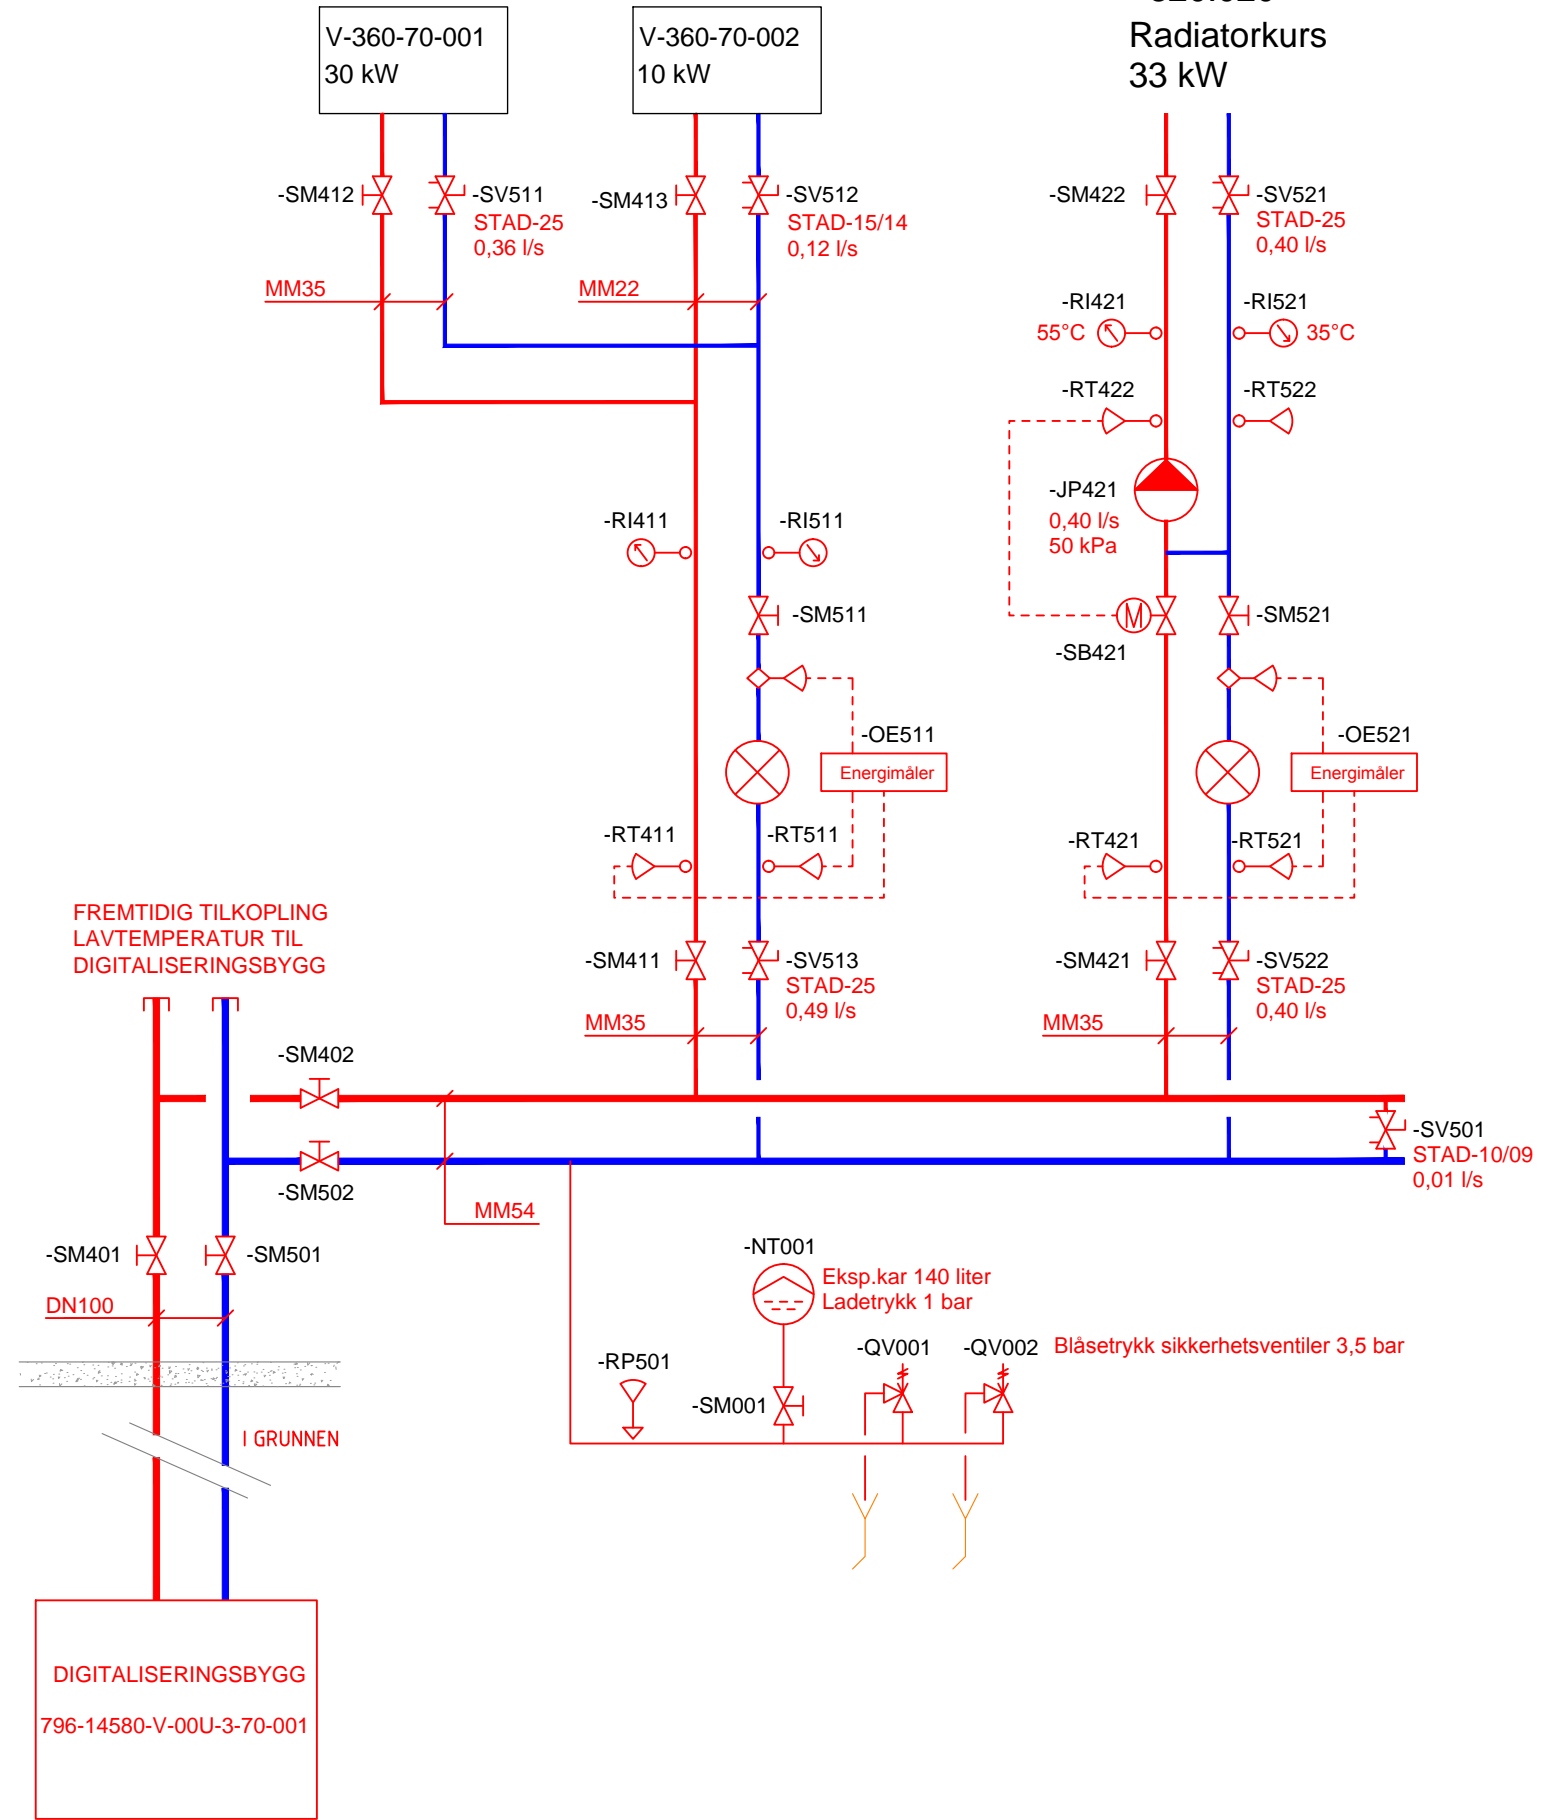 V-360-70-001
30 kW
V-360-70-002
10 kW
Radiatorkurs
33 kW
-SM412
-SV511
STAD-25
0,36 l/s
-SM413
-SV512
STAD-15/14
0,12 l/s
-SM422
-SV521
STAD-25
0,40 l/s
MM35
MM22
-RI421
55°C
-RI521
35°C
-RT422
-RT522
-JP421
0,40 l/s
50 kPa
-RI411
-RI511
-SM511
M
-SB421
-SM521
-OE511
Energimåler
-OE521
Energimåler
-RT411
-RT511
-RT421
-RT521
FREMTIDIG TILKOPLING
LAVTEMPERATUR TIL
DIGITALISERINGSBYGG
-SM411
-SV513
STAD-25
0,49 l/s
-SM421
-SV522
STAD-25
0,40 l/s
MM35
MM35
-SM402
-SV501
STAD-10/09
0,01 l/s
-SM502
MM54
-SM401
-SM501
DN100
-NT001
Eksp.kar 140 liter
Ladetrykk 1 bar
-RP501
-SM001
-QV001
-QV002
Blåsetrykk sikkerhetsventiler 3,5 bar
I GRUNNEN
DIGITALISERINGSBYGG
796-14580-V-00U-3-70-001